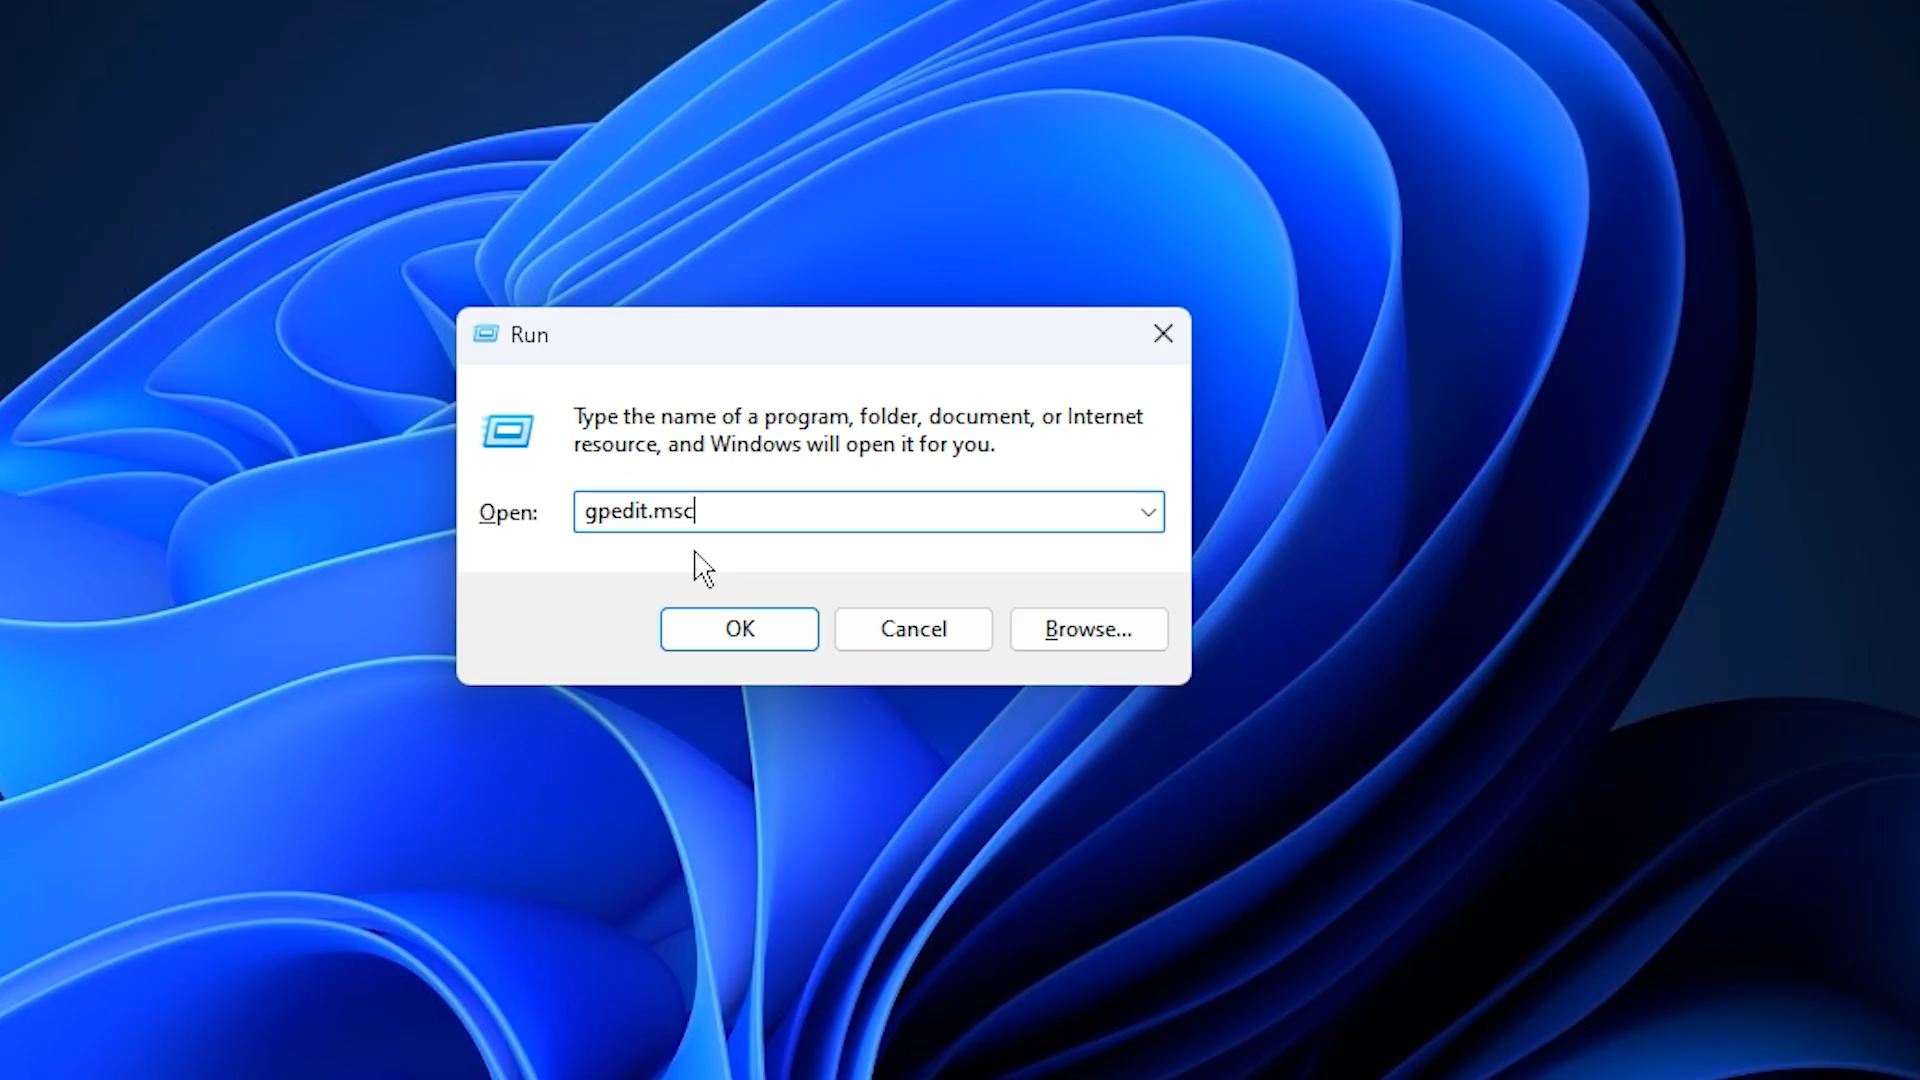 Run
Type the name of a program, folder, document, or Internet
resource, and Windows will open it for you.
Open: gpedit.msc
OK Cancel Browse...